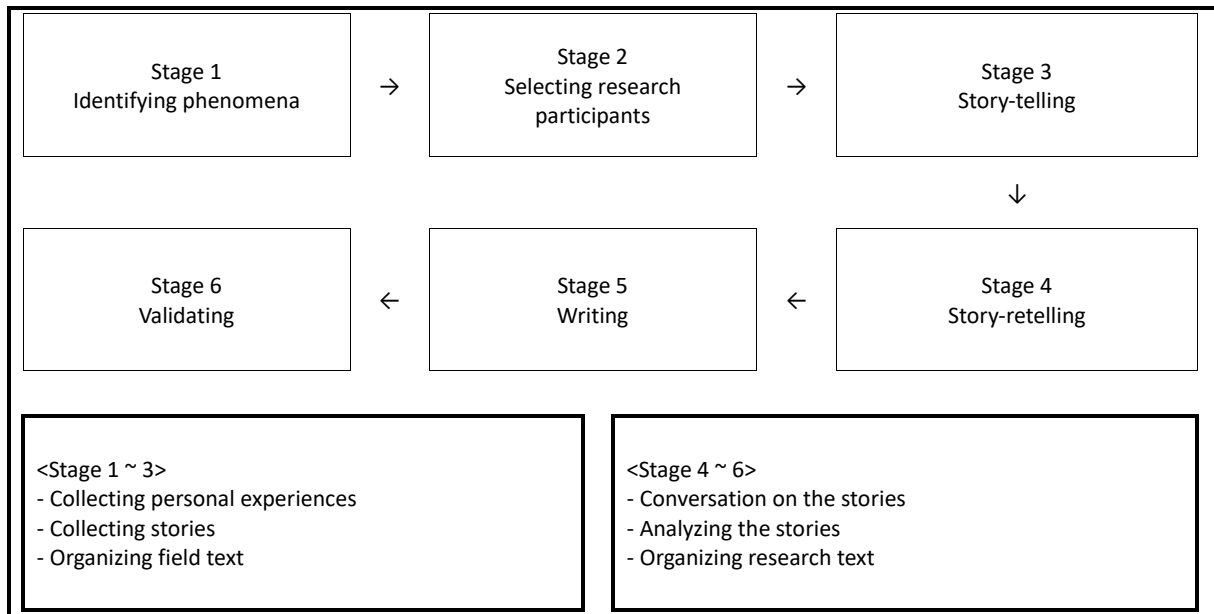 Stage 1
Identifying phenomena
→
Stage 2
Selecting research
participants
→
Stage 3
Story-telling
↓
Stage 6
Validating
←
Stage 5
Writing
←
Stage 4
Story-retelling
<Stage 1 ~ 3>
- Collecting personal experiences
- Collecting stories
- Organizing field text
<Stage 4 ~ 6>
- Conversation on the stories
- Analyzing the stories
- Organizing research text